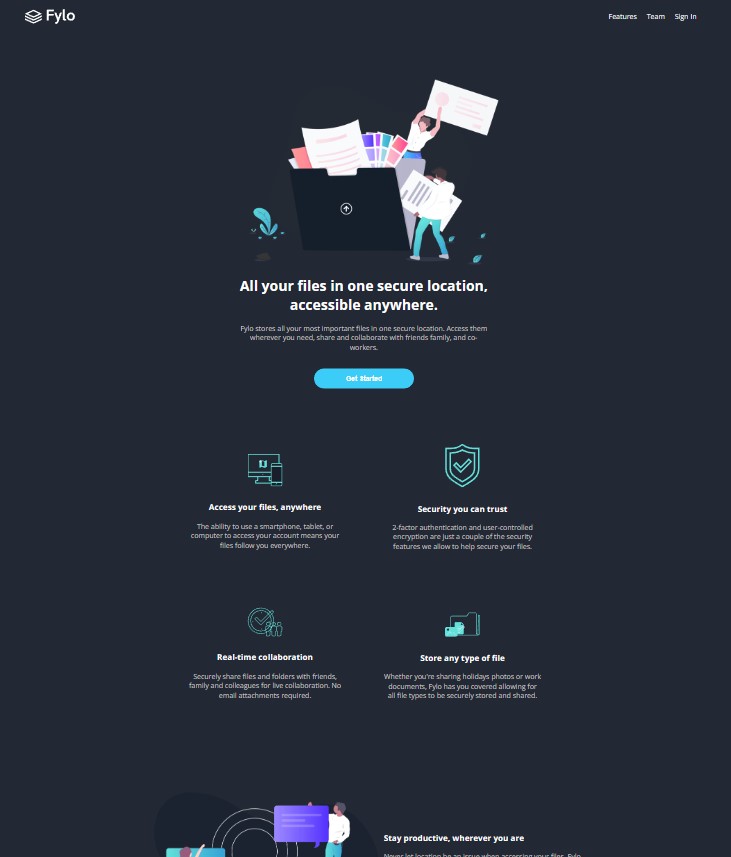 Fylo
Features Team Sign In
All your files in one secure location,
accessible anywhere.
Fylo stores all your most important files in one secure location. Access them
wherever you need, share and collaborate with friends family, and co-
workers.
Get Started
Access your files, anywhere
The ability to use a smartphone, tablet, or
computer to access your account means your
files follow you everywhere.
Security you can trust
2-factor authentication and user-controlled
encryption are just a couple of the security
features we allow to help secure your files.
Real-time collaboration
Securely share files and folders with friends,
family and colleagues for live collaboration. No
email attachments required.
Store any type of file
Whether you're sharing holidays photos or work
documents, Fylo has you covered allowing for
all file types to be securely stored and shared.
Stay productive, wherever you are
Never let location be an issue when accessing your files. Fylo